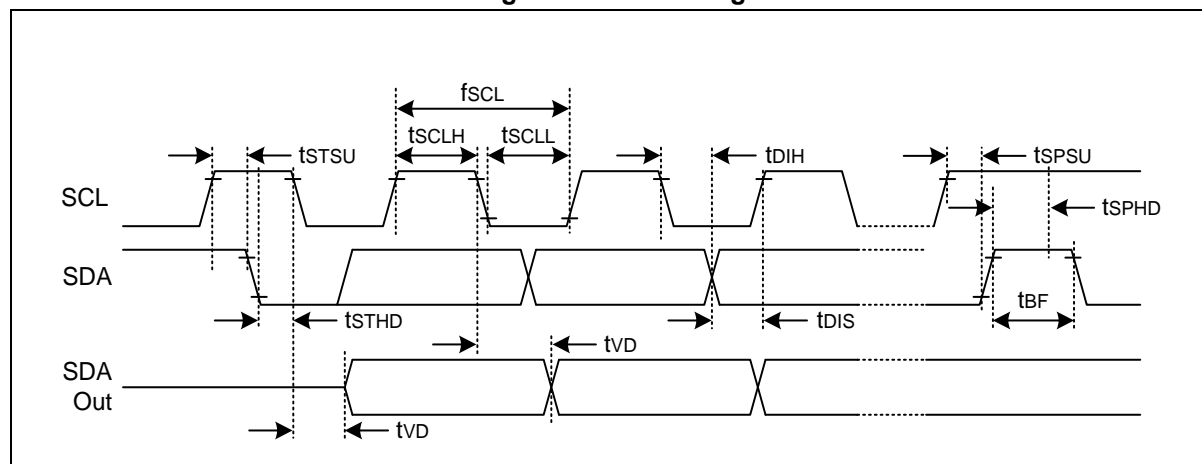 fSCL
tSCLH tSCLL
tSTSU tDIH tSPSU
SCL
tSPHD
SDA
tBF
tSTHD tDIS
tVD
SDA
Out
tVD